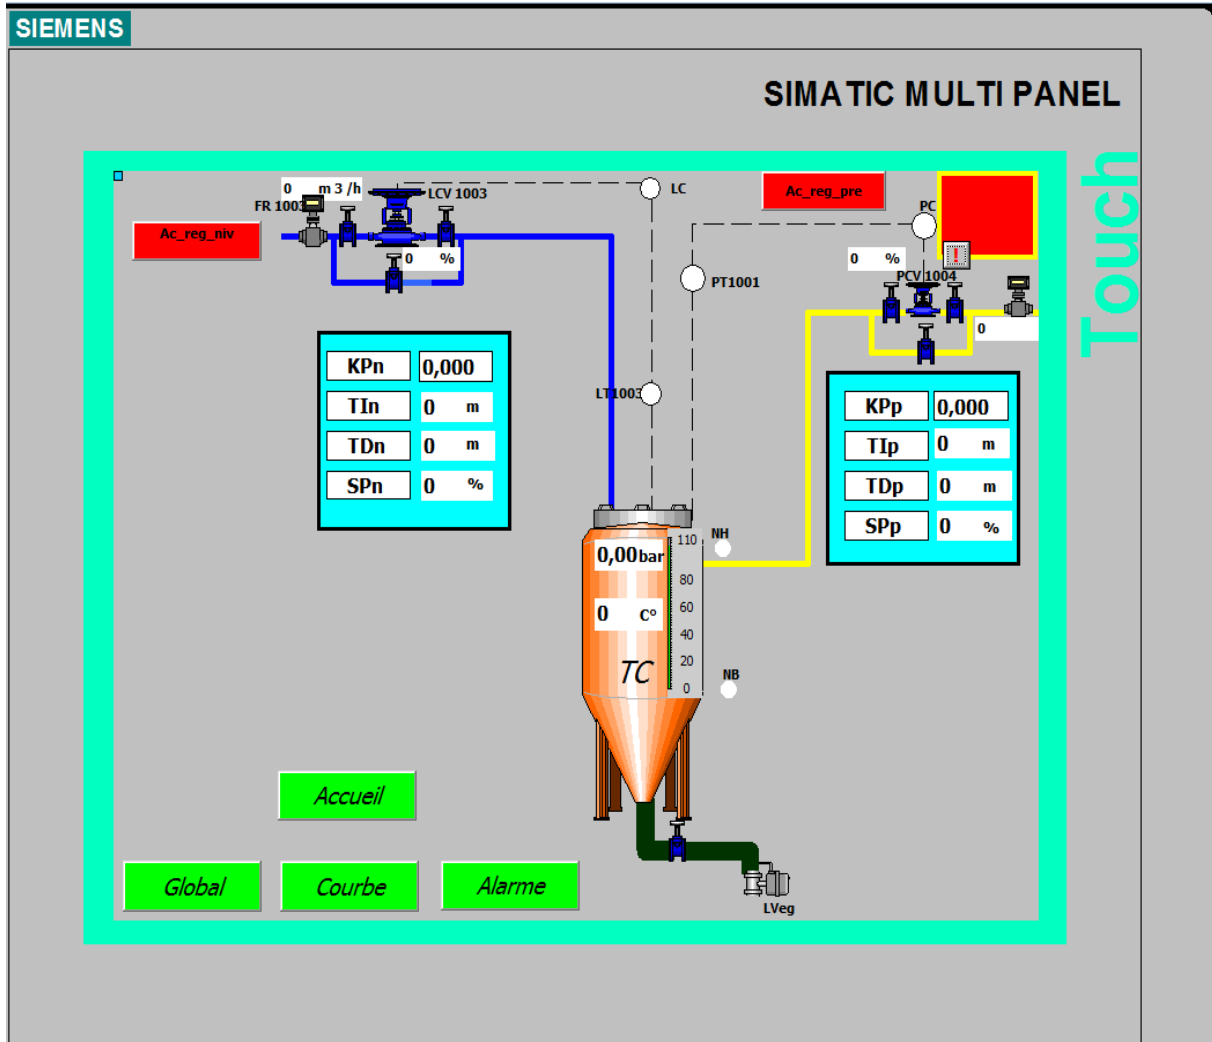 SIEMENS
SIMATIC MULTI PANEL
Touch
0 m 3 /h
FR 1003
LCV 1003
LC
Ac_reg_pre
PC
Ac_reg_niv
0 %
0 %
PT1001
PCV 1004
0
KPn 0,000
TIn 0 m
TDn 0 m
SPn 0 %
LT1003
KPp 0,000
TIp 0 m
TDp 0 m
SPp 0 %
NH
0,00 bar
0 C°
110
80
60
40
20
0
TC
NB
Accueil
Global
Courbe
Alarme
LVeg